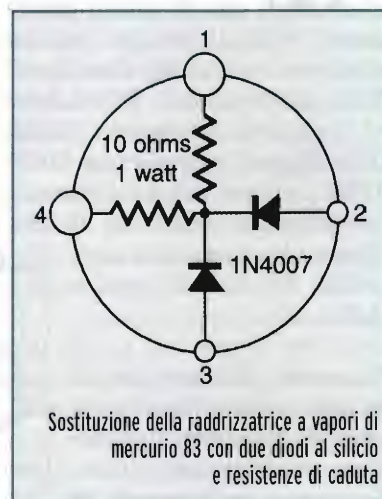 1
10 ohms
1 watt
4
2
1N4007
3
Sostituzione della raddrizzatrice a vapori di
mercurio 83 con due diodi al silicio
e resistenze di caduta